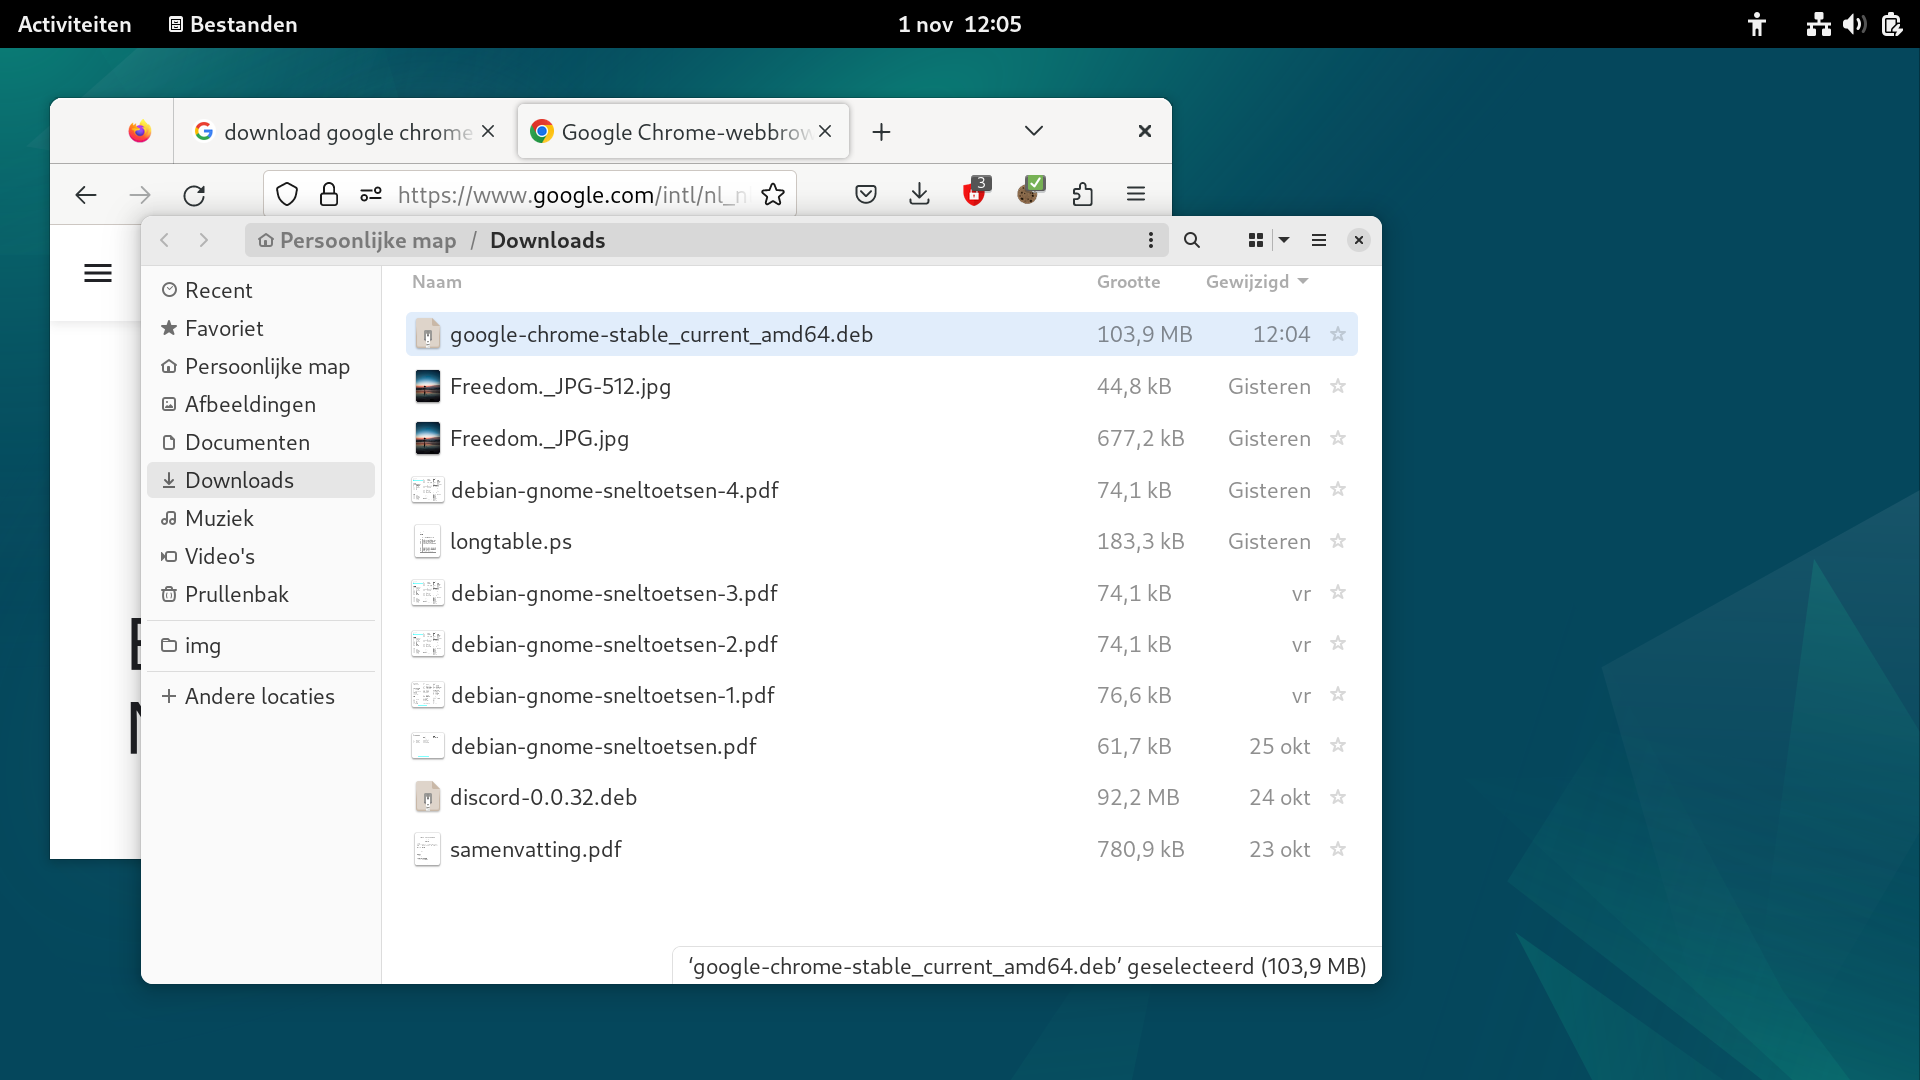 Activiteiten Bestanden 1 nov 12:05
download google chrome Google Chrome-webbrow
https://www.google.com/intl/nl_n 3
Persoonlijke map / Downloads
Naam Grootte Gewijzigd
Recent
Favoriet
Persoonlijke map
Afbeeldingen
Documenten
Downloads
Muziek
Video's
Prullenbak
img
Andere locaties
google-chrome-stable_current_amd64.deb 103,9 MB 12:04
Freedom._JPG-512.jpg 44,8 kB Gisteren
Freedom._JPG.jpg 677,2 kB Gisteren
debian-gnome-sneltoetsen-4.pdf 74,1 kB Gisteren
longtable.ps 183,3 kB Gisteren
debian-gnome-sneltoetsen-3.pdf 74,1 kB vr
debian-gnome-sneltoetsen-2.pdf 74,1 kB vr
debian-gnome-sneltoetsen-1.pdf 76,6 kB vr
debian-gnome-sneltoetsen.pdf 61,7 kB 25 okt
discord-0.0.32.deb 92,2 MB 24 okt
samenvatting.pdf 780,9 kB 23 okt
‘google-chrome-stable_current_amd64.deb’ geselecteerd (103,9 MB)